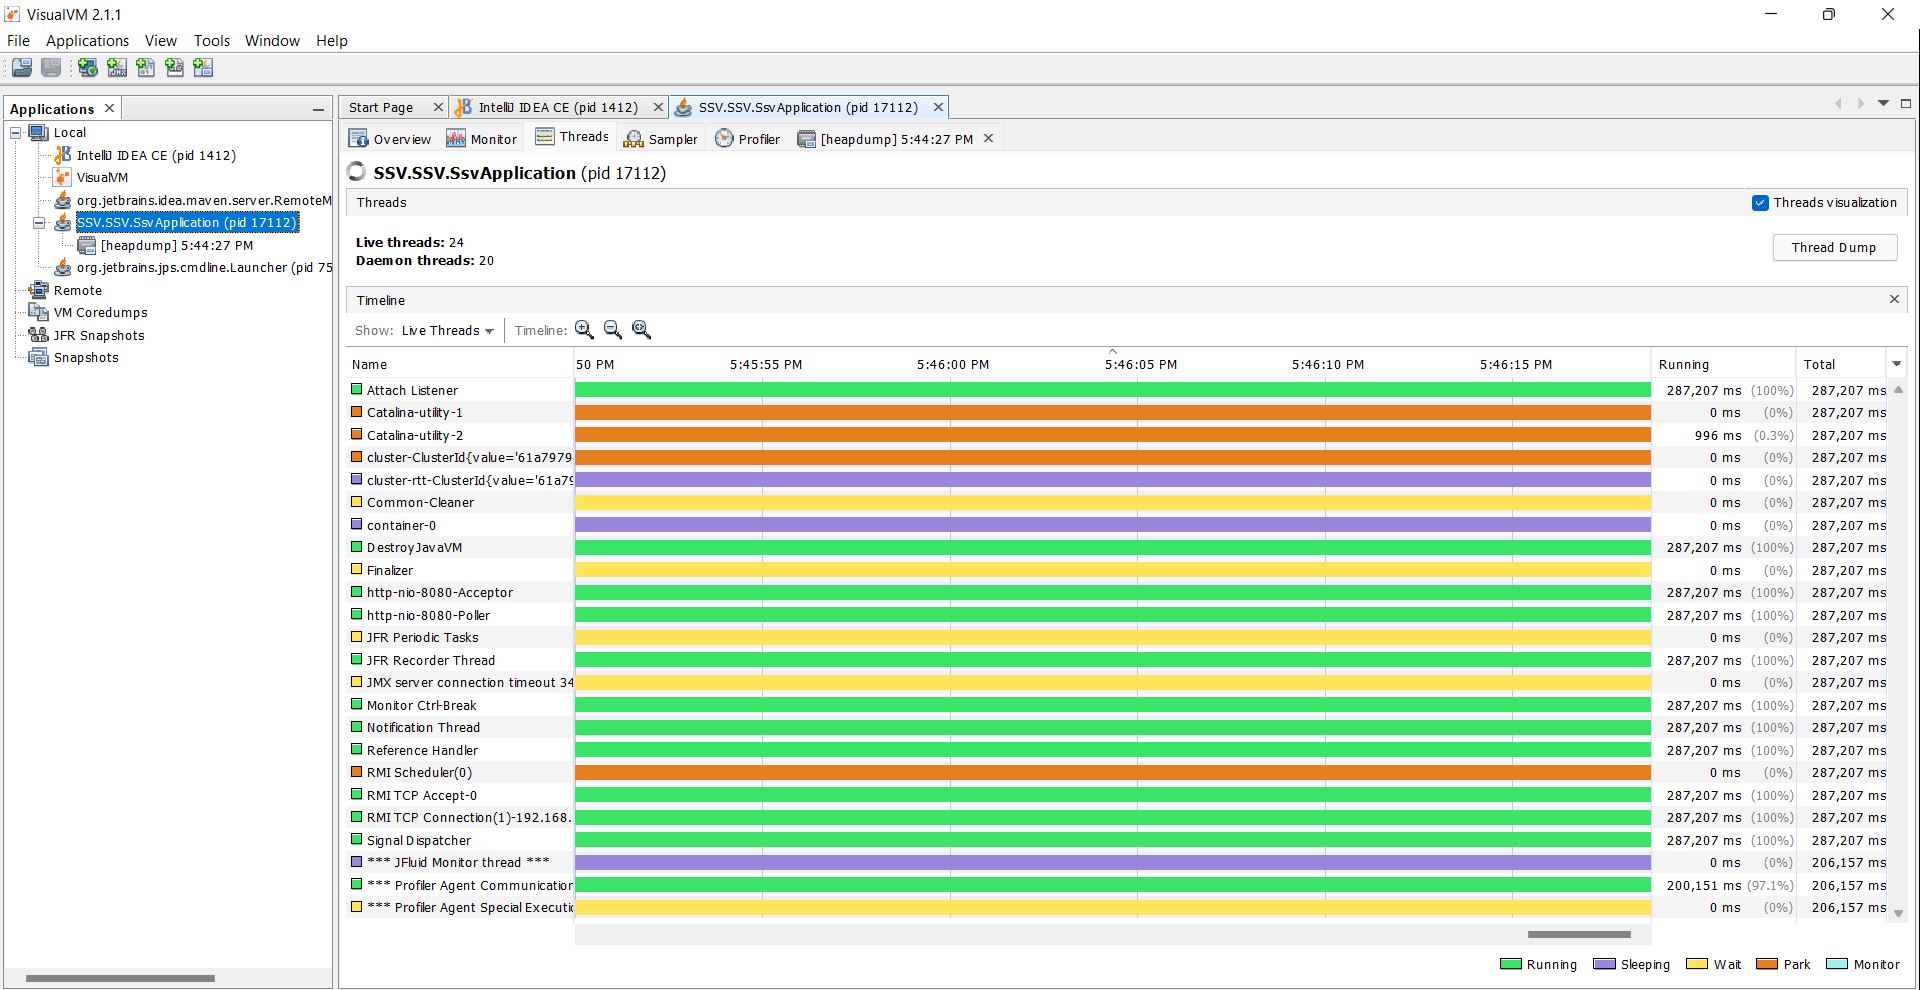 VisualVM 2.1.1
File Applications View Tools Window Help
Applications
Local
IntelliJ IDEA CE (pid 1412)
VisualVM
org.jetbrains.idea.maven.server.RemoteM
SSV.SSV.SsvApplication (pid 17112)
[heapdump] 5:44:27 PM
org.jetbrains.jps.cmdline.Launcher (pid 75
Remote
VM Coredumps
JFR Snapshots
Snapshots
Start Page IntelliJ IDEA CE (pid 1412) SSV.SSV.SsvApplication (pid 17112)
Overview Monitor Threads Sampler Profiler [heapdump] 5:44:27 PM
SSV.SSV.SsvApplication (pid 17112)
Threads Threads visualization
Live threads: 24
Daemon threads: 20
Thread Dump
Timeline
Show: Live Threads Timeline:
Name 50 PM 5:45:55 PM 5:46:00 PM 5:46:05 PM 5:46:10 PM 5:46:15 PM Running Total
Attach Listener 287,207 ms (100%) 287,207 ms
Catalina-utility-1 0 ms (0%) 287,207 ms
Catalina-utility-2 996 ms (0.3%) 287,207 ms
cluster-ClusterId{value='61a7979 0 ms (0%) 287,207 ms
cluster-rtt-ClusterId{value='61a79 0 ms (0%) 287,207 ms
Common-Cleaner 0 ms (0%) 287,207 ms
container-0 0 ms (0%) 287,207 ms
DestroyJavaVM 287,207 ms (100%) 287,207 ms
Finalizer 0 ms (0%) 287,207 ms
http-nio-8080-Acceptor 287,207 ms (100%) 287,207 ms
http-nio-8080-Poller 287,207 ms (100%) 287,207 ms
JFR Periodic Tasks 0 ms (0%) 287,207 ms
JFR Recorder Thread 287,207 ms (100%) 287,207 ms
JMX server connection timeout 34 0 ms (0%) 287,207 ms
Monitor Ctrl-Break 287,207 ms (100%) 287,207 ms
Notification Thread 287,207 ms (100%) 287,207 ms
Reference Handler 287,207 ms (100%) 287,207 ms
RMI Scheduler(0) 0 ms (0%) 287,207 ms
RMI TCP Accept-0 287,207 ms (100%) 287,207 ms
RMI TCP Connection(1)-192.168. 287,207 ms (100%) 287,207 ms
Signal Dispatcher 287,207 ms (100%) 287,207 ms
*** JFluid Monitor thread *** 0 ms (0%) 206,157 ms
*** Profiler Agent Communication 200,151 ms (97.1%) 206,157 ms
*** Profiler Agent Special Executi 0 ms (0%) 206,157 ms
Running Sleeping Wait Park Monitor